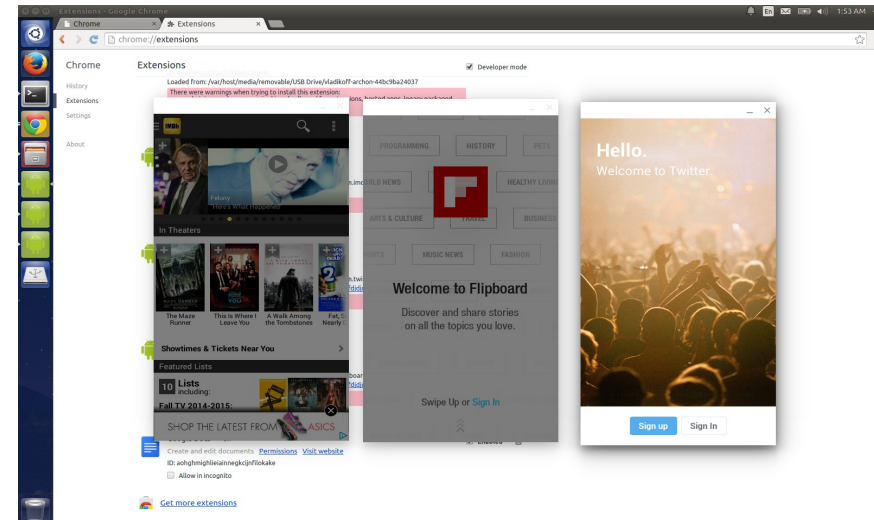 Extensions - Google Chrome
En
1:53 AM
Chrome
Extensions
chrome://extensions
Chrome
History
Extensions
Settings
About
Extensions
Developer mode
Loaded from: /var/host/media/removable/USB Drive/vladikoff-archon-44bc9ba24037
There were warnings when trying to install this extension:
IMDb
Felony
Here's What Happened
In Theaters
The Maze
Runner
This Is Where I
Leave You
A Walk Among
the Tombstones
Showtimes & Tickets Near You
Featured Lists
10 Lists
including:
Fall TV 2014-2015:
SHOP THE LATEST FROM ASICS
PROGRAMMING
HISTORY
PETS
HEALTHY LIVING
ARTS & CULTURE
TRAVEL
BUSINESS
MUSIC NEWS
FASHION
Welcome to Flipboard
Discover and share stories
on all the topics you love.
Swipe Up or Sign In
Hello.
Welcome to Twitter.
Sign up
Sign In
Create and edit documents Permissions Visit website
ID: aohghmighlieiainnegkcijnfilokake
Allow in incognito
Enabled
Get more extensions